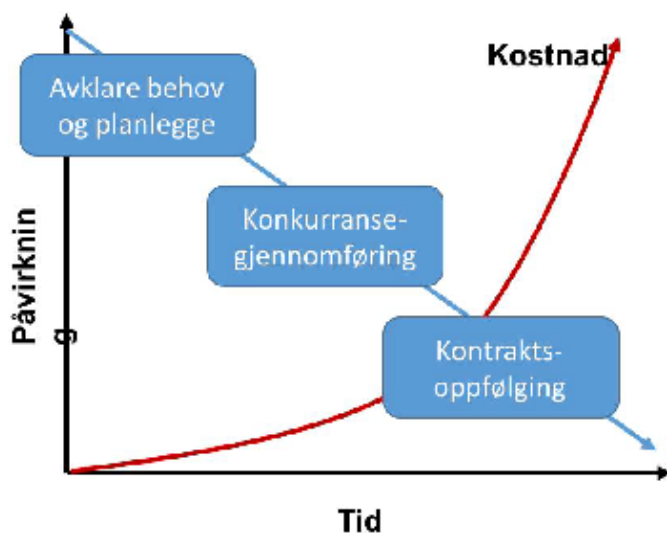 Kostnad
Avklare behov
og planlegge
Konkurranse-
gjennomføring
Kontrakts-
oppfølging
Påvirknin
g
Tid